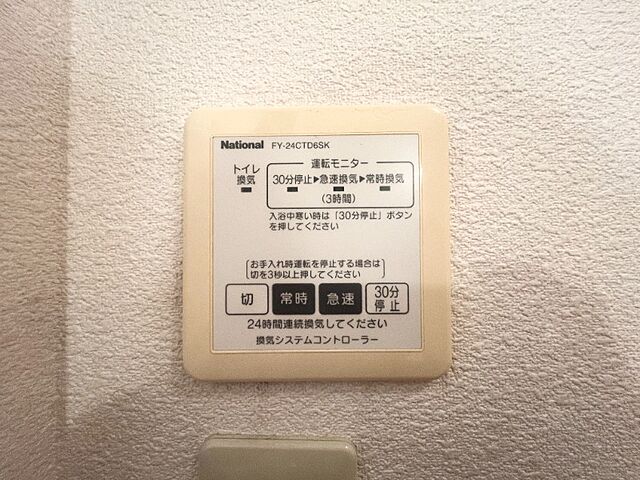 National FY-24CTD6SK
トイレ
換気
運転モニター
30分停止▶急速換気▶常時換気
(3時間)
入浴中寒い時は「30分停止」ボタン
を押してください
お手入れ時運転を停止する場合は
切を3秒以上押してください
切 常時 急速 30分
停止
24時間連続換気してください
換気システムコントローラー